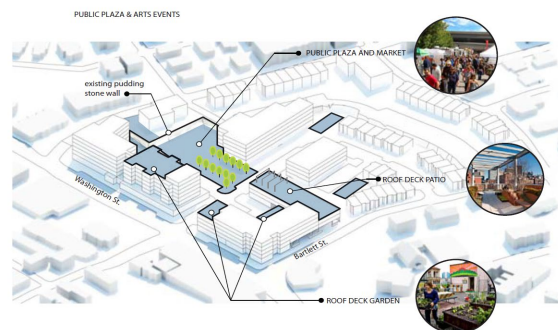 PUBLIC PLAZA & ARTS EVENTS
PUBLIC PLAZA AND MARKET
existing pudding
stone wall
ROOF DECK PATIO
Washington St.
Bartlett St.
ROOF DECK GARDEN